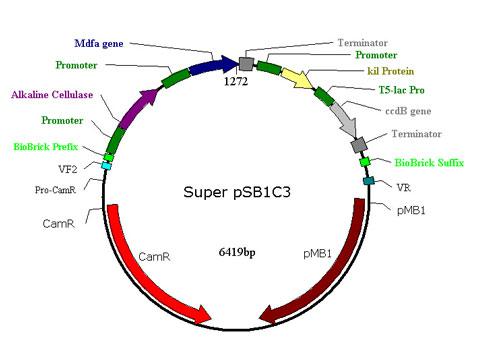 Mdfa gene
Terminator
Promoter
Promoter
kil Protein
1272
Alkaline Cellulase
T5-lac Pro
ccdB gene
Promoter
Terminator
BioBrick Prefix
BioBrick Suffix
VF2
VR
Pro-CamR
Super pSB1C3
pMB1
CamR
CamR
6419bp
pMB1